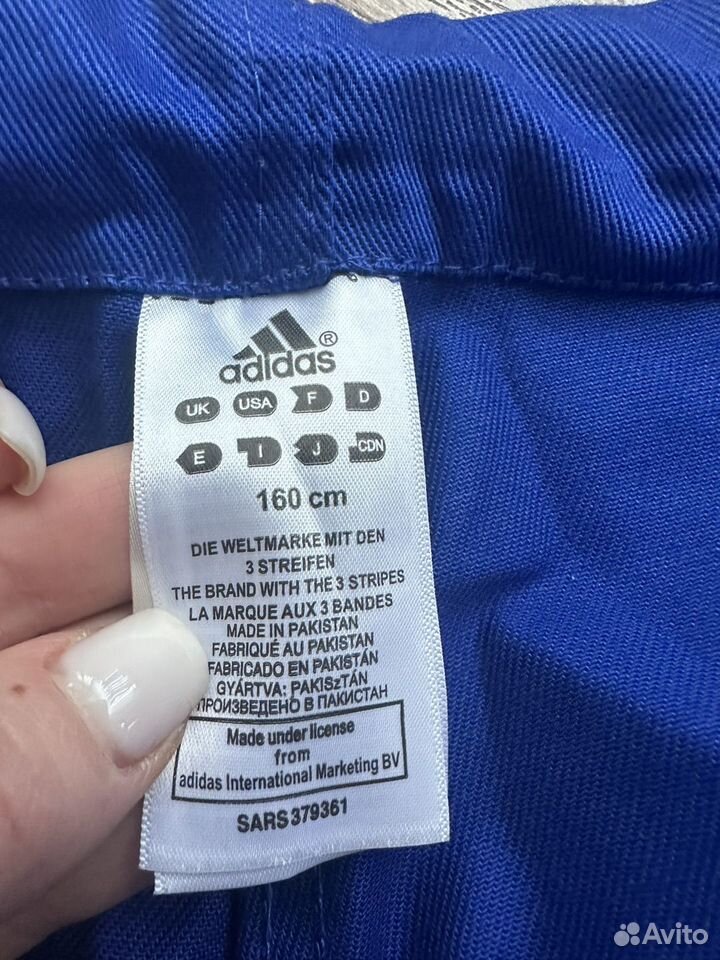 adidas®
UK USA F D
E I J CDN
160 cm
DIE WELTMARKE MIT DEN
3 STREIFEN
THE BRAND WITH THE 3 STRIPES
LA MARQUE AUX 3 BANDES
MADE IN PAKISTAN
FABRIQUÉ AU PAKISTAN
FABRICADO EN PAKISTÁN
GYÁRTVA: PAKISzTÁN
ПРОИЗВЕДЕНО В ПАКИСТАН
Made under license
from
adidas International Marketing BV
SARS 379361
Avito